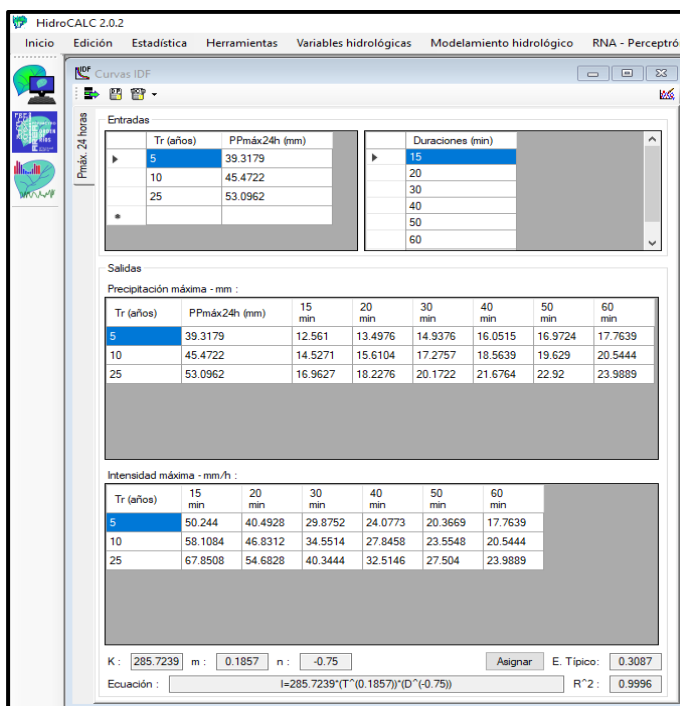 HidroCALC 2.0.2
Inicio Edición Estadística Herramientas Variables hidrológicas Modelamiento hidrológico RNA - Perceptró
IDF Curvas IDF
Pmáx. 24 horas
Entradas
Tr (años) PPmáx24h (mm)
5 39.3179
10 45.4722
25 53.0962
Duraciones (min)
15
20
30
40
50
60
Salidas
Precipitación máxima - mm :
Tr (años) PPmáx24h (mm) 15 min 20 min 30 min 40 min 50 min 60 min
5 39.3179 12.561 13.4976 14.9376 16.0515 16.9724 17.7639
10 45.4722 14.5271 15.6104 17.2757 18.5639 19.629 20.5444
25 53.0962 16.9627 18.2276 20.1722 21.6764 22.92 23.9889
Intensidad máxima - mm/h :
Tr (años) 15 min 20 min 30 min 40 min 50 min 60 min
5 50.244 40.4928 29.8752 24.0773 20.3669 17.7639
10 58.1084 46.8312 34.5514 27.8458 23.5548 20.5444
25 67.8508 54.6828 40.3444 32.5146 27.504 23.9889
K : 285.7239 m : 0.1857 n : -0.75 Asignar E. Típico: 0.3087
Ecuación : I=285.7239*(T^(0.1857))*(D^(-0.75)) R^2 : 0.9996